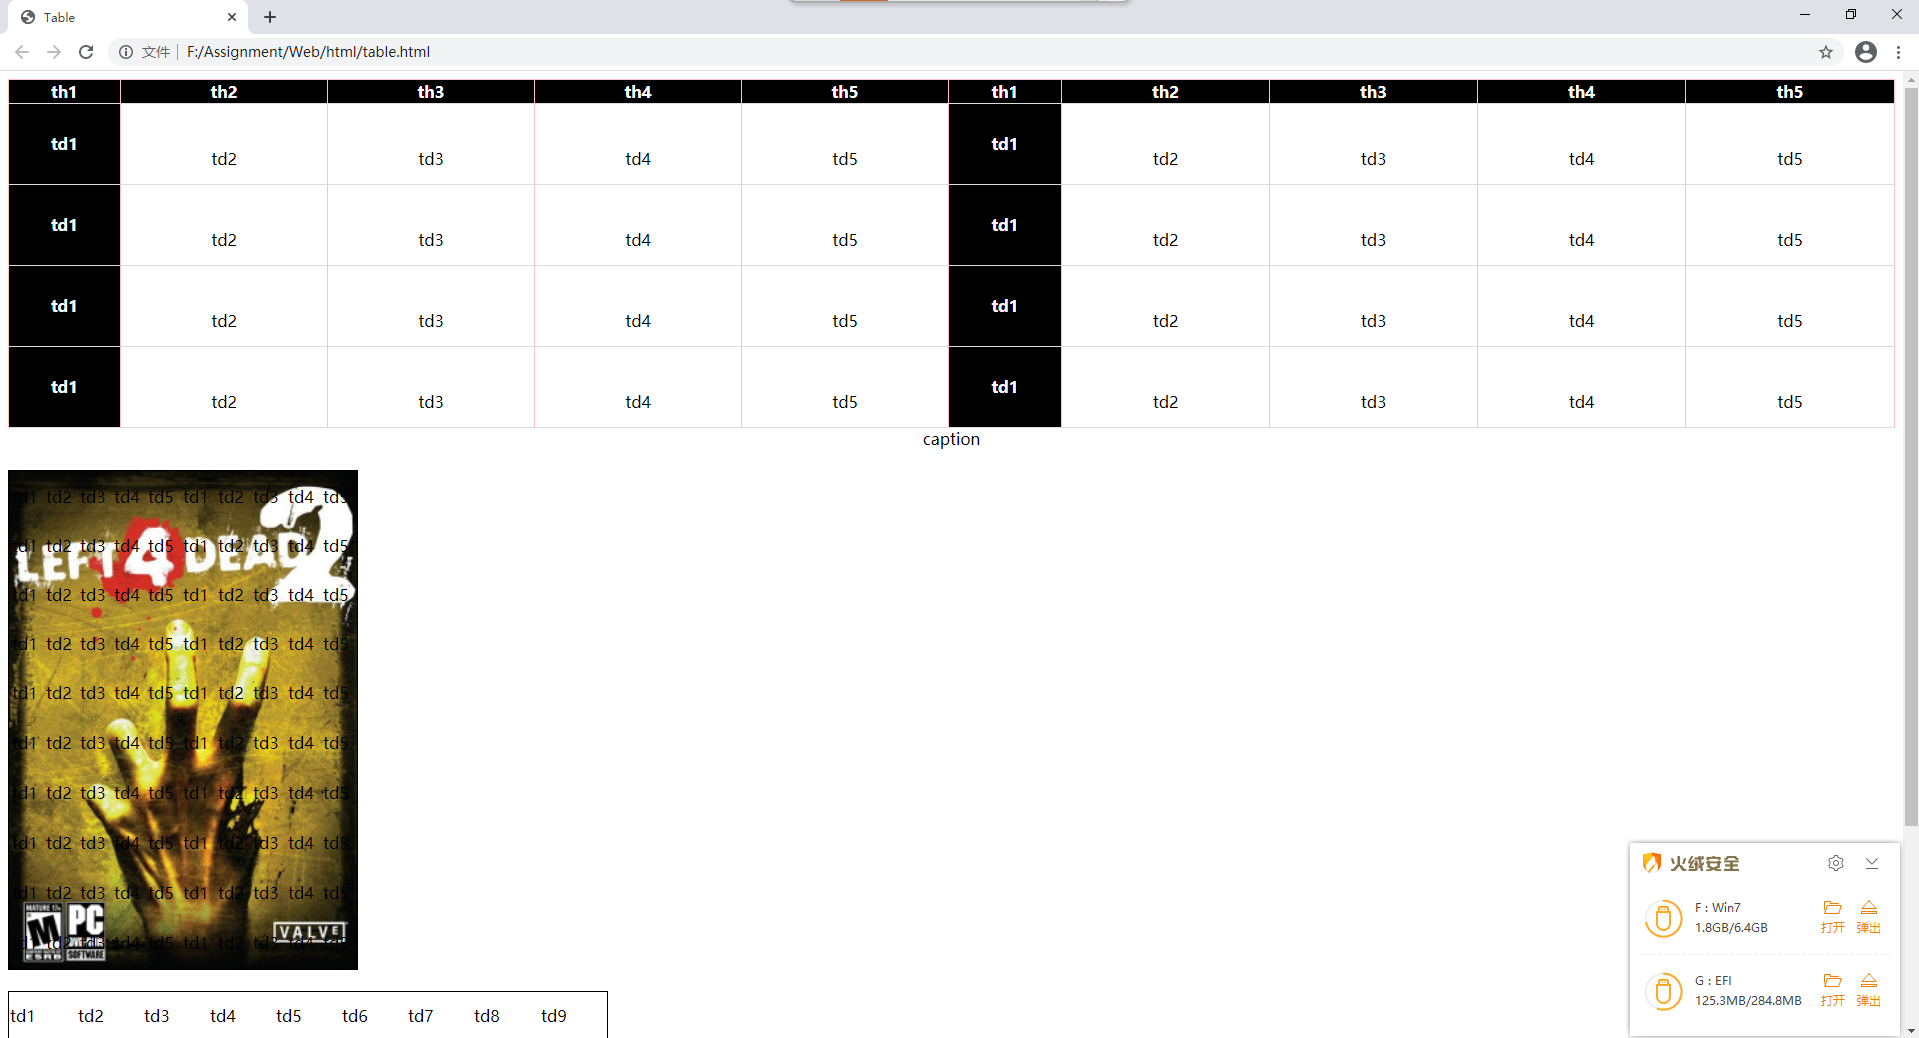 Table
文件 F:/Assignment/Web/html/table.html
th1 th2 th3 th4 th5 th1 th2 th3 th4 th5
td1 td2 td3 td4 td5 td1 td2 td3 td4 td5
td1 td2 td3 td4 td5 td1 td2 td3 td4 td5
td1 td2 td3 td4 td5 td1 td2 td3 td4 td5
td1 td2 td3 td4 td5 td1 td2 td3 td4 td5
caption
td1 td2 td3 td4 td5 td1 td2 td3 td4 td5
td1 td2 td3 td4 td5 td1 td2 td3 td4 td5
LEFT 4 DEAD 2
td1 td2 td3 td4 td5 td1 td2 td3 td4 td5
td1 td2 td3 td4 td5 td1 td2 td3 td4 td5
td1 td2 td3 td4 td5 td1 td2 td3 td4 td5
td1 td2 td3 td4 td5 td1 td2 td3 td4 td5
td1 td2 td3 td4 td5 td1 td2 td3 td4 td5
td1 td2 td3 td4 td5 td1 td2 td3 td4 td5
td1 td2 td3 td4 td5 td1 td2 td3 td4 td5
MATURE 17+
M PC
VALVE
td1 td2 td3 td4 td5 td1 td2 td3 td4 td5
ESRB SOFTWARE
td1 td2 td3 td4 td5 td6 td7 td8 td9
火绒安全
F : Win7
1.8GB/6.4GB
打开 弹出
G : EFI
125.3MB/284.8MB
打开 弹出